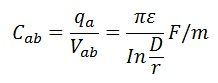 C_ab = q_a / V_ab = πε / (In D/r) F/m